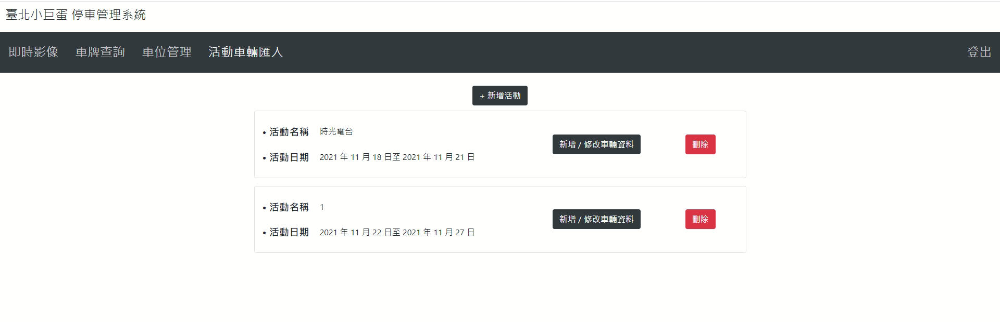 臺北小巨蛋 停車管理系統
即時影像 車牌查詢 車位管理 活動車輛匯入 登出
+ 新增活動
• 活動名稱 時光電台
新增 / 修改車輛資料 刪除
• 活動日期 2021 年 11 月 18 日至 2021 年 11 月 21 日
• 活動名稱 1
新增 / 修改車輛資料 刪除
• 活動日期 2021 年 11 月 22 日至 2021 年 11 月 27 日